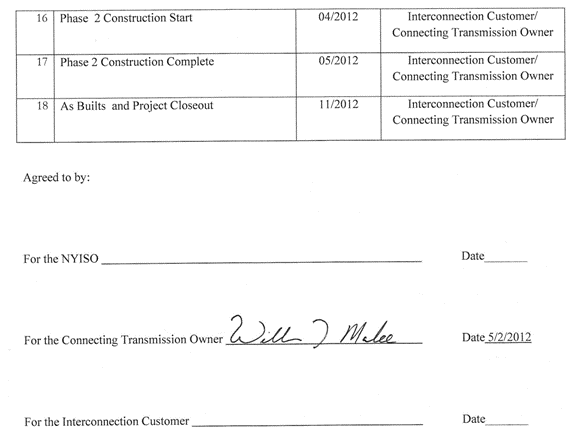 16 Phase 2 Construction Start 04/2012 Interconnection Customer/
Connecting Transmission Owner
17 Phase 2 Construction Complete 05/2012 Interconnection Customer/
Connecting Transmission Owner
18 As Builts and Project Closeout 11/2012 Interconnection Customer/
Connecting Transmission Owner
Agreed to by:
For the NYISO Date
For the Connecting Transmission Owner Date 5/2/2012
For the Interconnection Customer Date